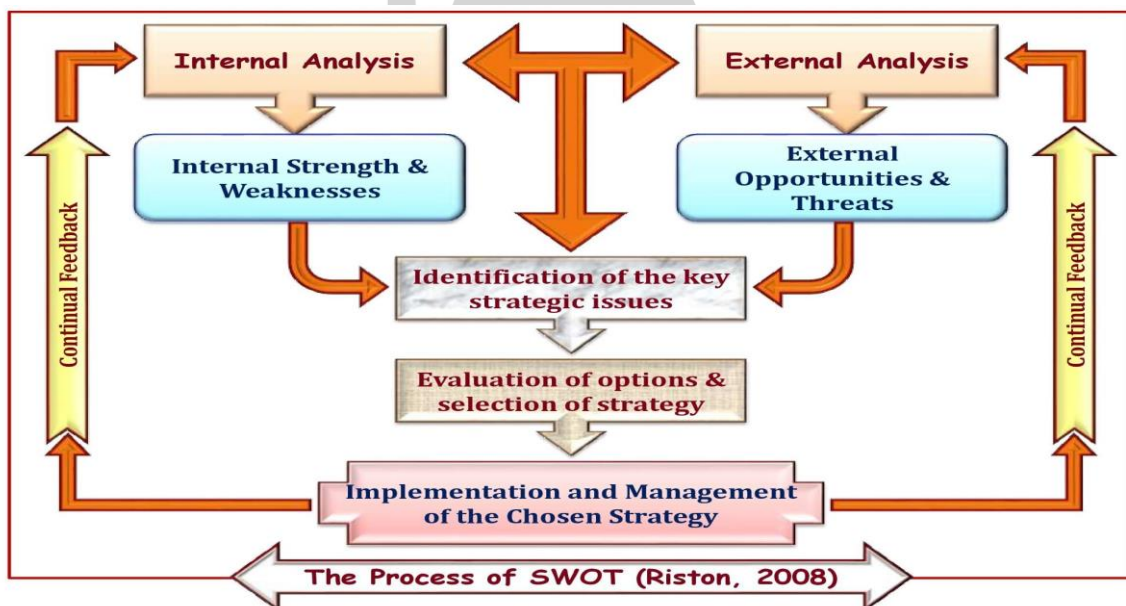 Internal Analysis
External Analysis
Internal Strength &
Weaknesses
External
Opportunities &
Threats
Continual Feedback
Continual Feedback
Identification of the key
strategic issues
Evaluation of options &
selection of strategy
Implementation and Management
of the Chosen Strategy
The Process of SWOT (Riston, 2008)